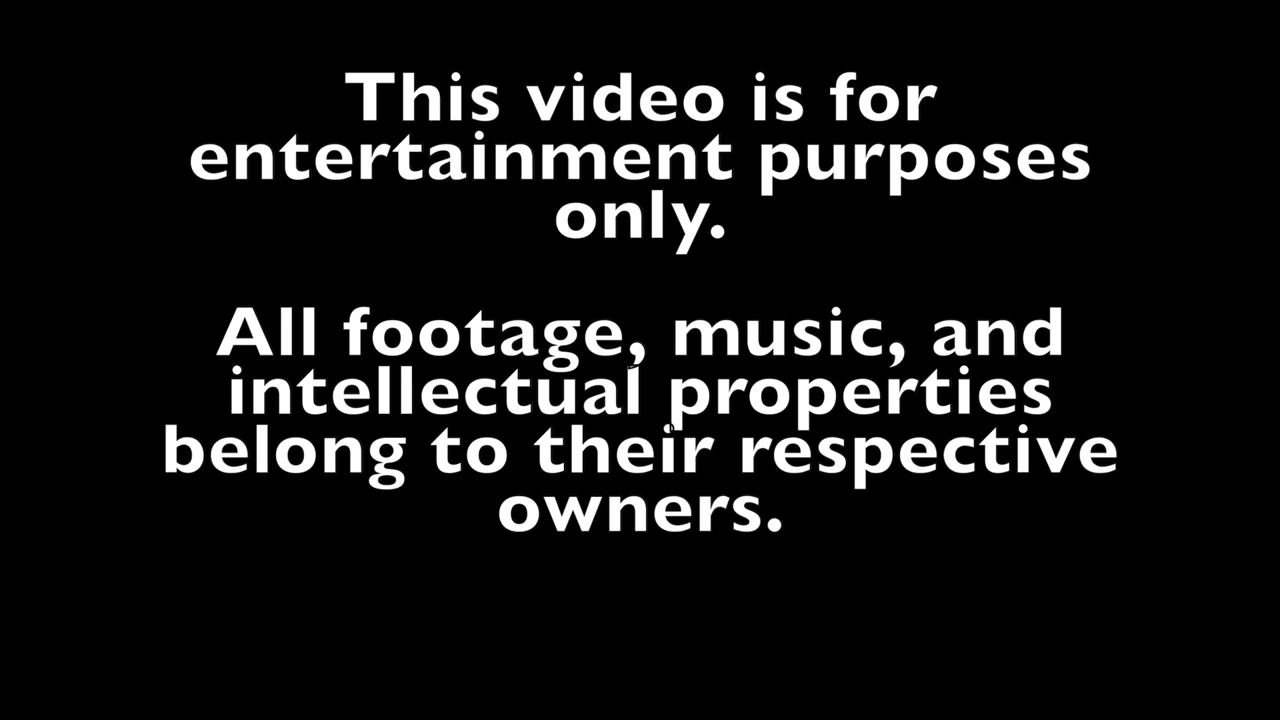 This video is for
entertainment purposes
only.
All footage, music, and
intellectual properties
belong to their respective
owners.